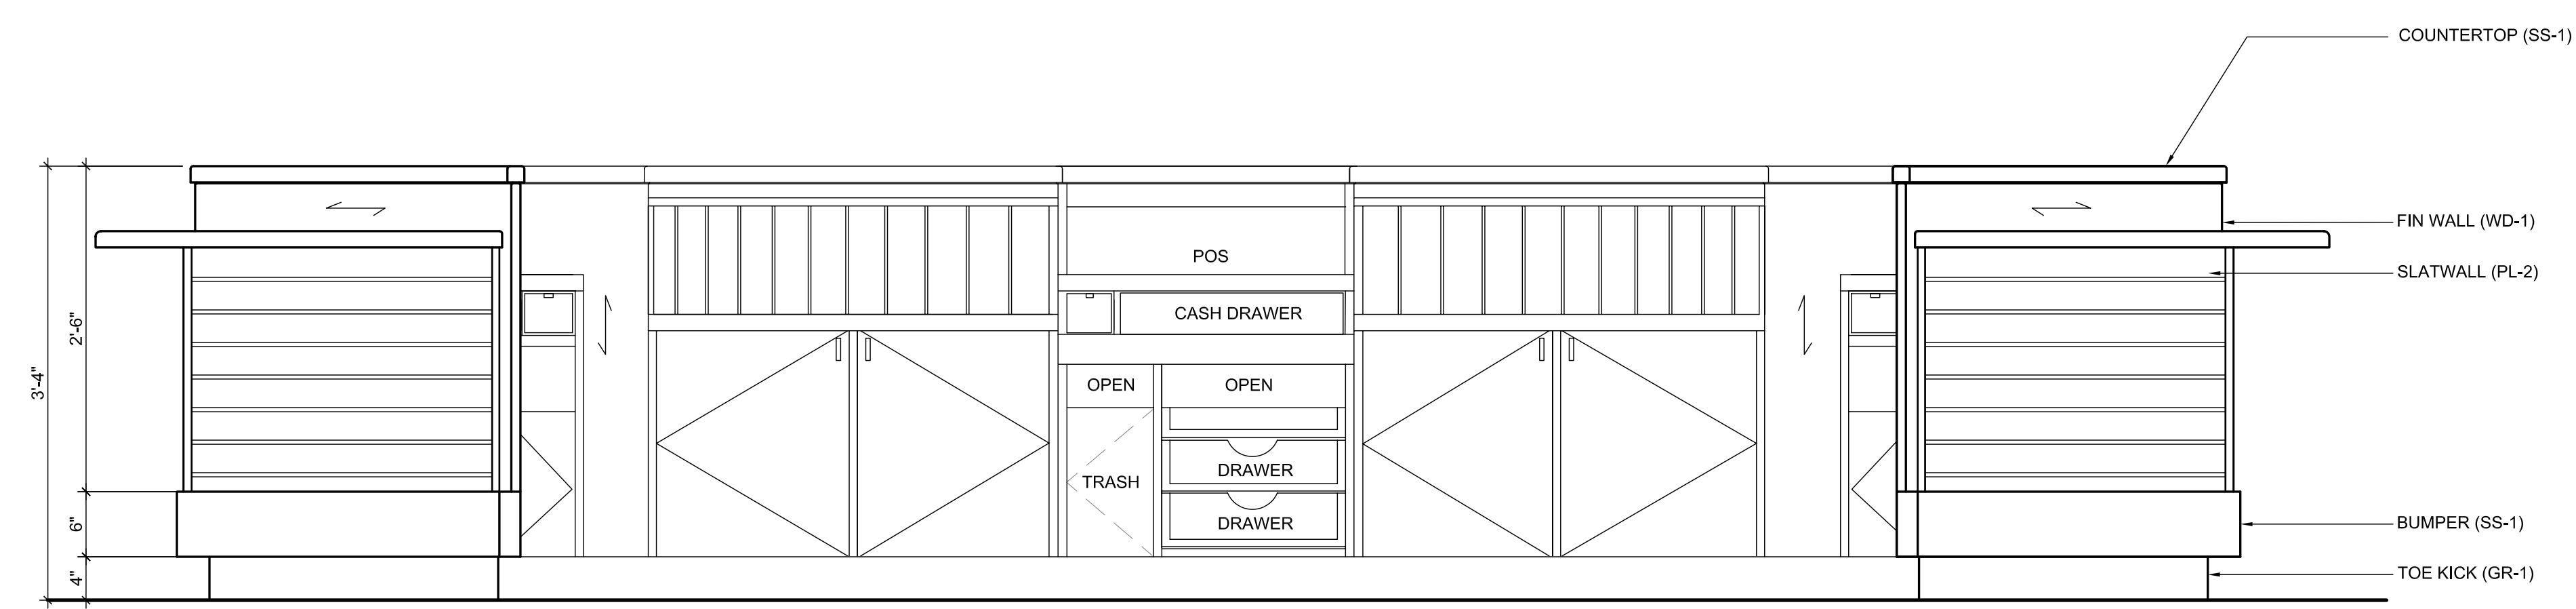 COUNTERTOP (SS-1)
FIN WALL (WD-1)
SLATWALL (PL-2)
BUMPER (SS-1)
TOE KICK (GR-1)
3'-4"
2'-6"
6"
4"
POS
CASH DRAWER
OPEN
OPEN
TRASH
DRAWER
DRAWER